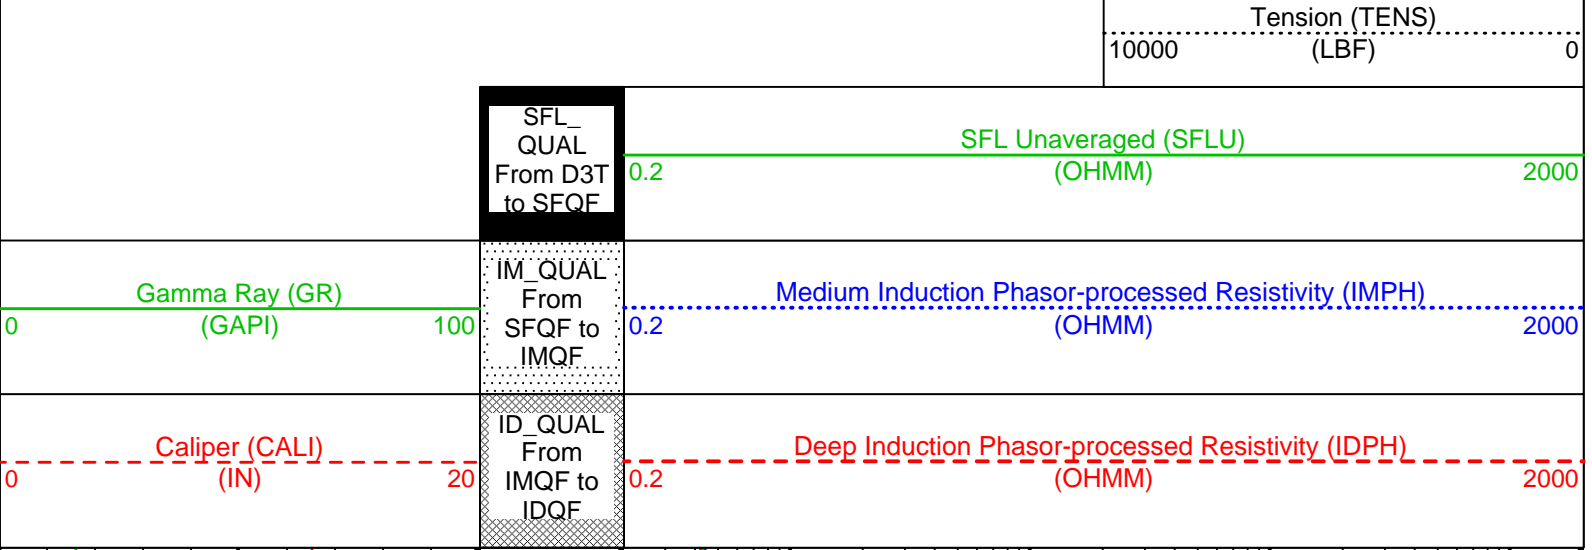 Tension (TENS)
10000 (LBF) 0
SFL_
QUAL
From D3T
to SFQF
SFL Unaveraged (SFLU)
0.2 (OHMM) 2000
Gamma Ray (GR)
0 (GAPI) 100
IM_QUAL
From
SFQF to
IMQF
Medium Induction Phasor-processed Resistivity (IMPH)
0.2 (OHMM) 2000
Caliper (CALI)
0 (IN) 20
ID_QUAL
From
IMQF to
IDQF
Deep Induction Phasor-processed Resistivity (IDPH)
0.2 (OHMM) 2000